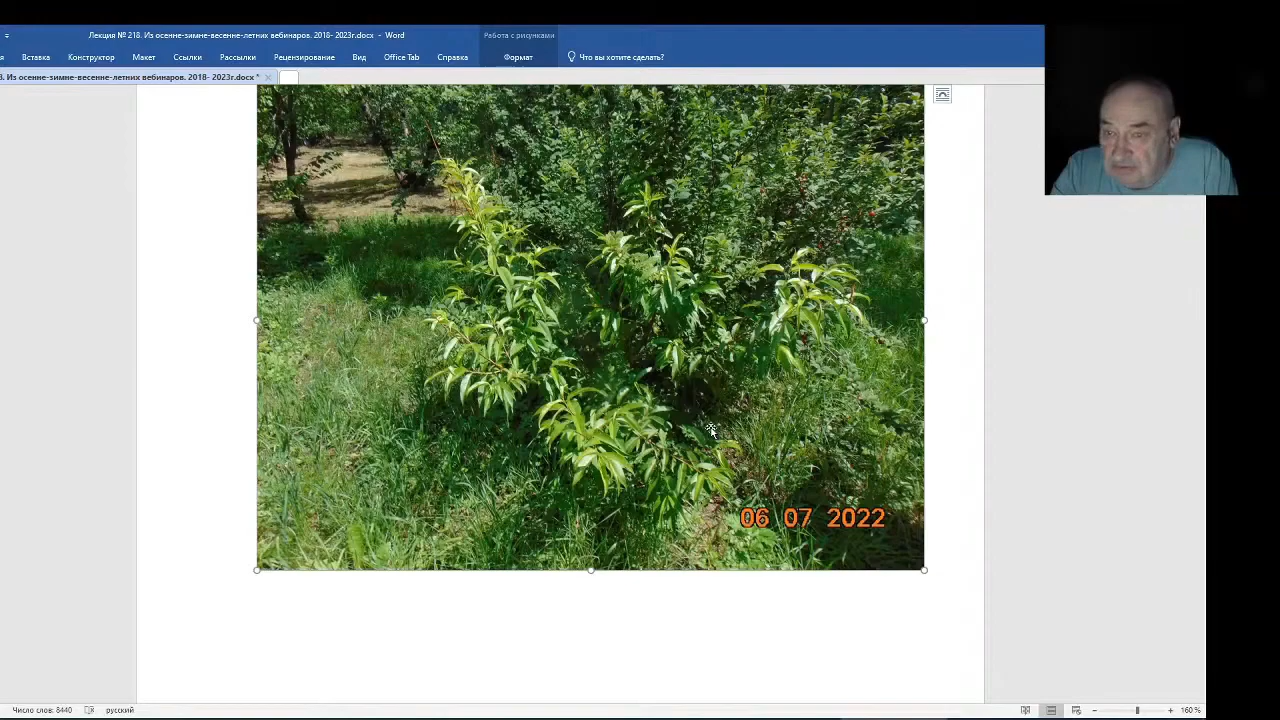 Лекция № 218. Из осенне-зимне-весенне-летних вебинаров. 2018- 2023г.docx - Word
Работа с рисунками
я Вставка Конструктор Макет Ссылки Рассылки Рецензирование Вид Office Tab Справка Формат Что вы хотите сделать?
8. Из осенне-зимне-весенне-летних вебинаров. 2018- 2023г.docx *
06 07 2022
Число слов: 8440 русский 160 %